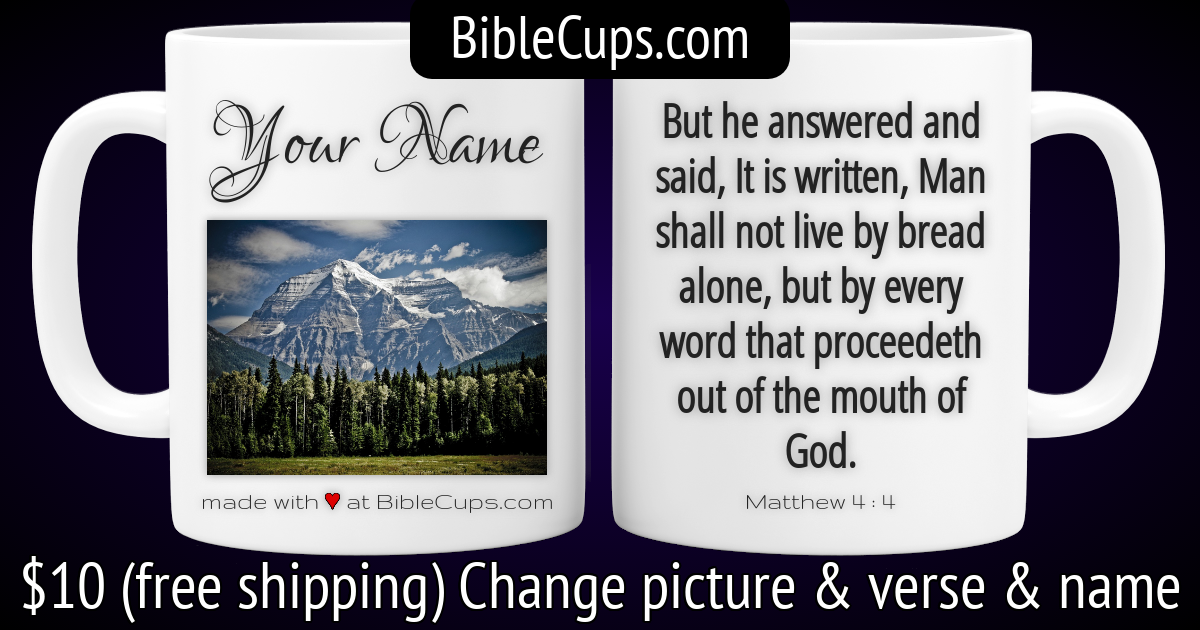 BibleCups.com
Your Name
made with ♥ at BibleCups.com
But he answered and
said, It is written, Man
shall not live by bread
alone, but by every
word that proceedeth
out of the mouth of
God.
Matthew 4 : 4
$10 (free shipping) Change picture & verse & name